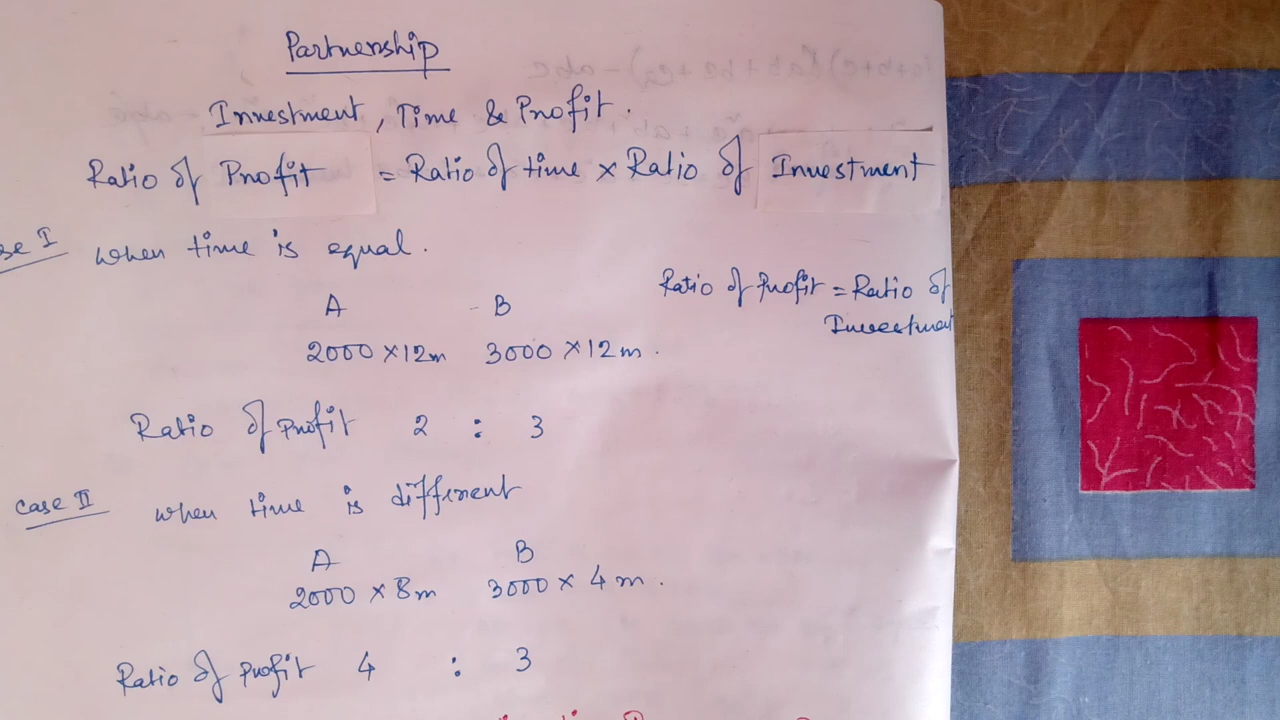 Partnership
Investment, Time & Profit.
Ratio of Profit = Ratio of time × Ratio of Investment
se I when time is equal.
A B
2000 × 12m 3000 × 12m.
Ratio of Profit = Ratio of
Investment
Ratio of Profit 2 : 3
Case II when time is different
A B
2000 × 8m 3000 × 4m.
Ratio of profit 4 : 3